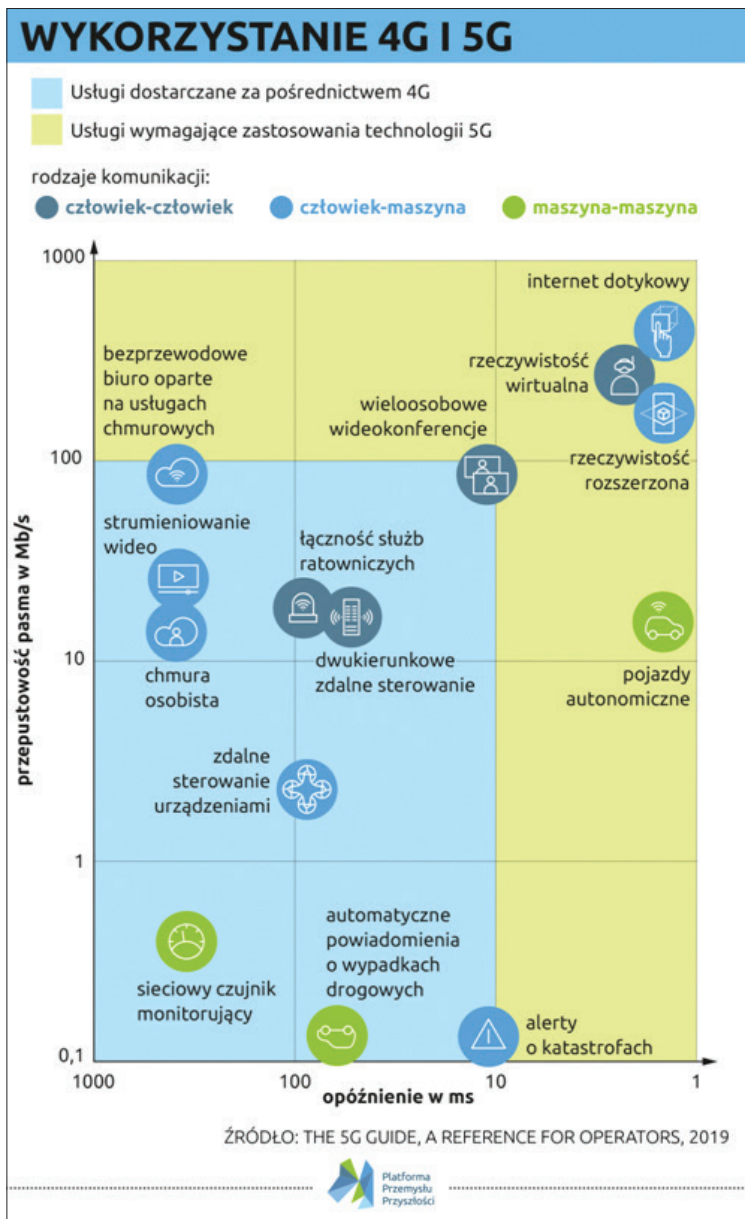 WYKORZYSTANIE 4G I 5G
Usługi dostarczane za pośrednictwem 4G
Usługi wymagające zastosowania technologii 5G
rodzaje komunikacji:
człowiek-człowiek
człowiek-maszyna
maszyna-maszyna
przepustowość pasma w Mb/s
1000
100
10
1
0,1
internet dotykowy
bezprzewodowe
biuro oparte
na usługach
chmurowych
rzeczywistość
wirtualna
wieloosobowe
wideokonferencje
rzeczywistość
rozszerzona
strumieniowanie
wideo
łączność służb
ratowniczych
chmura
osobista
dwukierunkowe
zdalne sterowanie
pojazdy
autonomiczne
zdalne
sterowanie
urządzeniami
automatyczne
powiadomienia
o wypadkach
drogowych
sieciowy czujnik
monitorujący
alerty
o katastrofach
1000
100
10
1
opóźnienie w ms
ŹRÓDŁO: THE 5G GUIDE, A REFERENCE FOR OPERATORS, 2019
Platforma
Przemysłu
Przyszłości